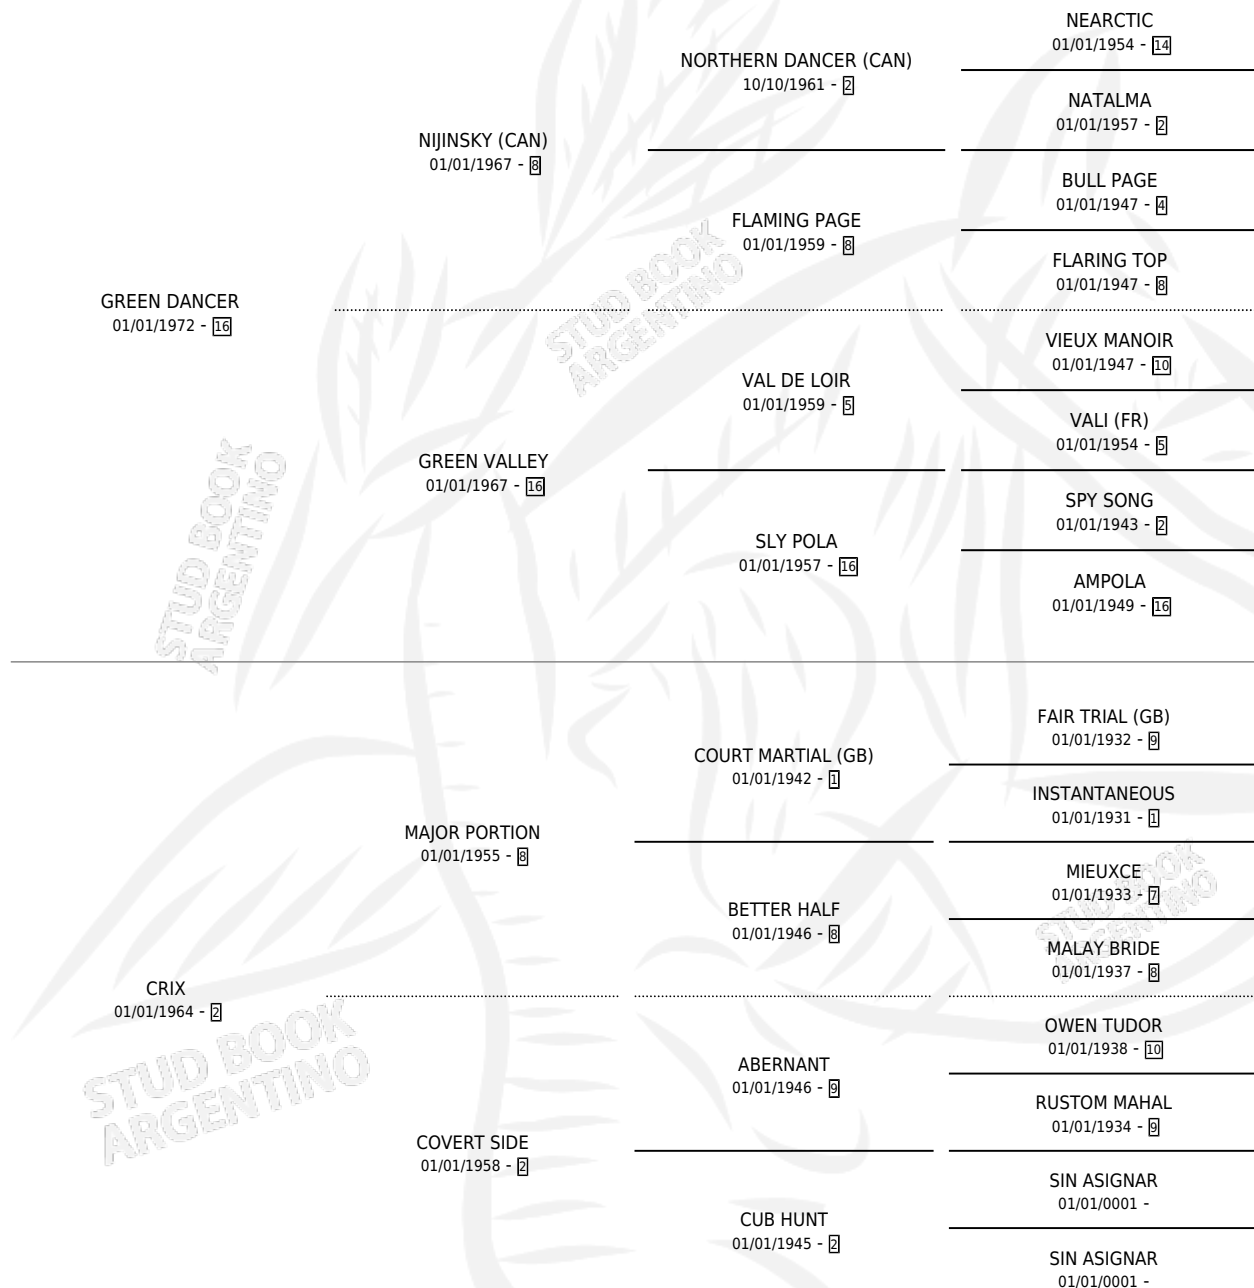 NEARCTIC
01/01/1954 - 14
NORTHERN DANCER (CAN)
10/10/1961 - 2
NATALMA
01/01/1957 - 2
NIJINSKY (CAN)
01/01/1967 - 8
BULL PAGE
01/01/1947 - 4
FLAMING PAGE
01/01/1959 - 8
FLARING TOP
01/01/1947 - 8
GREEN DANCER
01/01/1972 - 16
VIEUX MANOIR
01/01/1947 - 10
VAL DE LOIR
01/01/1959 - 5
VALI (FR)
01/01/1954 - 5
GREEN VALLEY
01/01/1967 - 16
SPY SONG
01/01/1943 - 2
SLY POLA
01/01/1957 - 16
AMPOLA
01/01/1949 - 16
FAIR TRIAL (GB)
01/01/1932 - 9
COURT MARTIAL (GB)
01/01/1942 - 1
INSTANTANEOUS
01/01/1931 - 1
MAJOR PORTION
01/01/1955 - 8
MIEUXCE
01/01/1933 - 7
BETTER HALF
01/01/1946 - 8
MALAY BRIDE
01/01/1937 - 8
CRIX
01/01/1964 - 2
OWEN TUDOR
01/01/1938 - 10
ABERNANT
01/01/1946 - 9
RUSTOM MAHAL
01/01/1934 - 9
COVERT SIDE
01/01/1958 - 2
SIN ASIGNAR
01/01/0001 -
CUB HUNT
01/01/1945 - 2
SIN ASIGNAR
01/01/0001 -
STUD BOOK
ARGENTINO
STUD BOOK
ARGENTINO
STUD BOOK
ARGENTINO
STUD BOOK
ARGENTINO